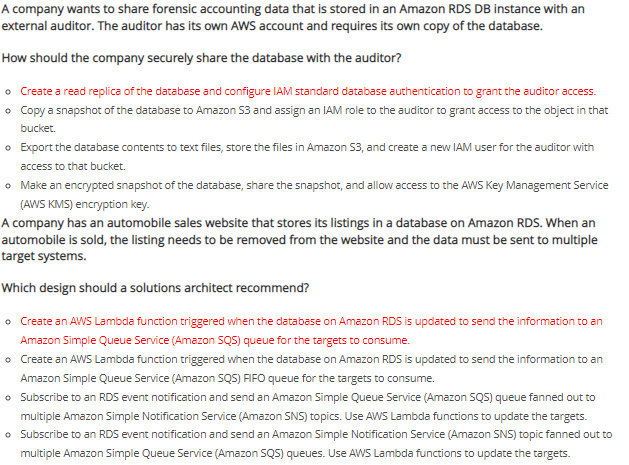 A company wants to share forensic accounting data that is stored in an Amazon RDS DB instance with an
external auditor. The auditor has its own AWS account and requires its own copy of the database.
How should the company securely share the database with the auditor?
Create a read replica of the database and configure IAM standard database authentication to grant the auditor access.
Copy a snapshot of the database to Amazon S3 and assign an IAM role to the auditor to grant access to the object in that
bucket.
Export the database contents to text files, store the files in Amazon S3, and create a new IAM user for the auditor with
access to that bucket.
Make an encrypted snapshot of the database, share the snapshot, and allow access to the AWS Key Management Service
(AWS KMS) encryption key.
A company has an automobile sales website that stores its listings in a database on Amazon RDS. When an
automobile is sold, the listing needs to be removed from the website and the data must be sent to multiple
target systems.
Which design should a solutions architect recommend?
Create an AWS Lambda function triggered when the database on Amazon RDS is updated to send the information to an
Amazon Simple Queue Service (Amazon SQS) queue for the targets to consume.
Create an AWS Lambda function triggered when the database on Amazon RDS is updated to send the information to an
Amazon Simple Queue Service (Amazon SQS) FIFO queue for the targets to consume.
Subscribe to an RDS event notification and send an Amazon Simple Queue Service (Amazon SQS) queue fanned out to
multiple Amazon Simple Notification Service (Amazon SNS) topics. Use AWS Lambda functions to update the targets.
Subscribe to an RDS event notification and send an Amazon Simple Notification Service (Amazon SNS) topic fanned out to
multiple Amazon Simple Queue Service (Amazon SQS) queues. Use AWS Lambda functions to update the targets.